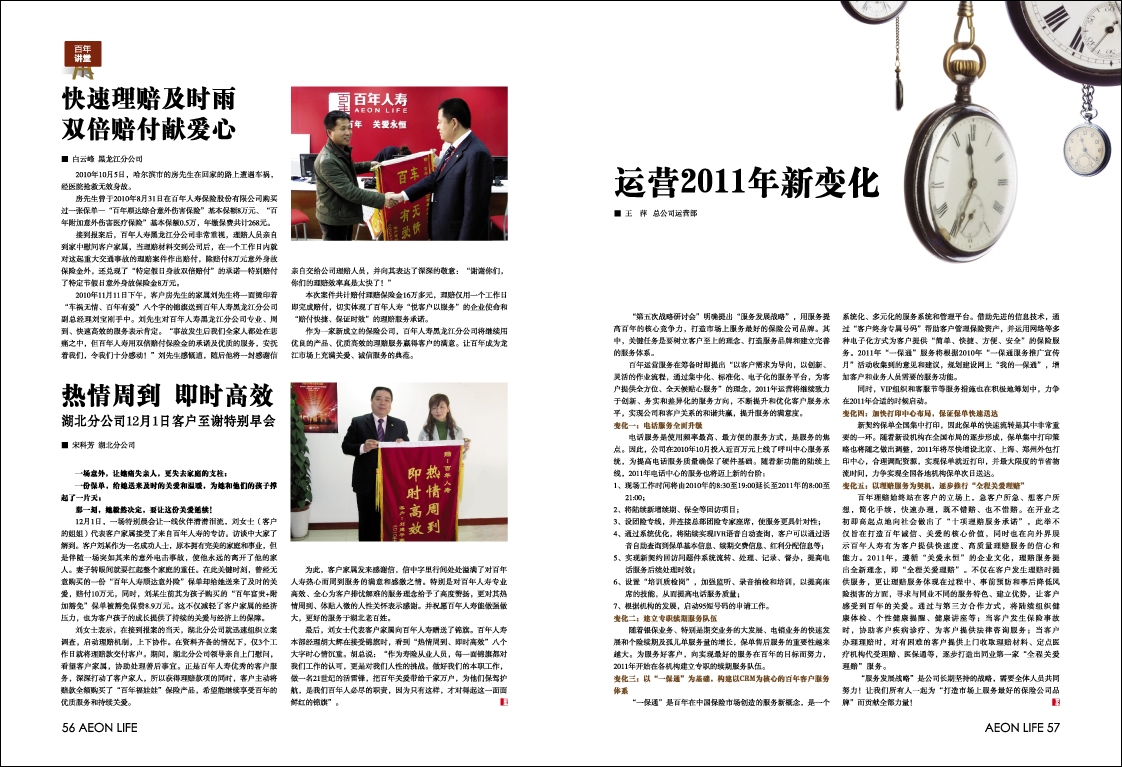 百年
讲堂
快速理赔及时雨
双倍赔付献爱心
■ 白云峰 黑龙江分公司
2010年10月5日，哈尔滨市的房先生在回家的路上遭遇车祸，
经医院抢救无效身故。
房先生曾于2010年8月31日在百年人寿保险股份有限公司购买
过一张保单一“百年顺达综合意外伤害保险”基本保额8万元、“百
年附加意外伤害医疗保险”基本保额0.5万，年缴保费共计268元。
接到报案后，百年人寿黑龙江分公司非常重视，理赔人员亲自
到家中慰问客户家属，当理赔材料交到公司后，在一个工作日内就
对这起重大交通事故的理赔案件作出赔付，除赔付8万元意外身故
保险金外，还兑现了“特定假日身故双倍赔付”的承诺—特别赔付
了特定节假日意外身故保险金8万元。
2010年11月11日下午，客户房先生的家属刘先生将一面烫印着
“车祸无情、百年有爱”八个字的锦旗送到百年人寿黑龙江分公司
副总经理刘宝刚手中。刘先生对百年人寿黑龙江分公司专业、周
到、快速高效的服务表示肯定。“事故发生后我们全家人都处在悲
痛之中，但百年人寿用双倍赔付保险金的承诺及优质的服务，安抚
着我们，令我们十分感动！”刘先生感慨道。随后他将一封感谢信
百年人寿
AEON LIFE
百年 关爱永恒
亲自交给公司理赔人员，并向其表达了深深的敬意：“谢谢你们，
你们的理赔效率真是太快了！”
本次案件共计赔付理赔保险金16万多元，理赔仅用一个工作日
即完成赔付，切实体现了百年人寿“悦客户以服务”的企业使命和
“赔付快捷、保证时效”的理赔服务承诺。
作为一家新成立的保险公司，百年人寿黑龙江分公司将继续用
优良的产品、优质高效的理赔服务赢得客户的满意。让百年成为龙
江市场上充满关爱、诚信服务的典范。
热情周到 即时高效
湖北分公司12月1日客户至谢特别早会
■ 宋科芳 湖北分公司
一场意外，让她痛失亲人，更失去家庭的支柱；
一份保单，给她送来及时的关爱和温暖，为她和他们的孩子撑
起了一片天；
那一刻，她毅然决定，要让这份关爱延续！
12月1日，一场特别晨会让一线伙伴潸潸泪流，刘女士（客户
的姐姐）代表客户家属接受了来自百年人寿的专访。访谈中大家了
解到。客户刘某作为一名成功人士，原本拥有完美的家庭和事业，但
是伴随一场突如其来的意外电击事故，使他永远的离开了他的家
人。妻子转眼间就要扛起整个家庭的重任。在此关键时刻，曾经无
意购买的一份“百年人寿顺达意外险”保单却给她送来了及时的关
爱，赔付10万元，同时，刘某生前其为孩子购买的“百年富贵+附
加豁免”保单被豁免保费8.9万元。这不仅减轻了客户家属的经济
压力，也为客户孩子的成长提供了持续的关爱与经济上的保障。
刘女士表示，在接到报案的当天，湖北分公司就迅速组织立案
调查，启动理赔机制，上下协作。在资料齐备的情况下，仅3个工
作日就将理赔款交付客户。期间，湖北分公司领导亲自上门慰问，
看望客户家属，协助处理善后事宜。正是百年人寿优秀的客户服
务，深深打动了客户家人，所以获得理赔款项的同时，客户主动将
赔款全额购买了“百年福娃娃”保险产品，希望能继续享受百年的
优质服务和持续关爱。
赠：百年人寿
热情周到
即时高效
为此，客户家属发来感谢信，信中字里行间处处溢满了对百年
人寿热心而周到服务的满意和感激之情。特别是对百年人寿专业
高效、全心为客户排忧解难的服务理念给予了高度赞扬，更对其热
情周到、体贴人微的人性关怀表示感谢。并祝愿百年人寿能做强做
大，更好的服务于湖北老百姓。
最后，刘女士代表客户家属向百年人寿赠送了锦旗。百年人寿
本部经理胡大辉在接受锦旗时，看到“热情周到、即时高效”八个
大字时心情沉重。胡总说：“作为寿险从业人员，每一面锦旗都对
我们工作的认可，更是对我们人性的挑战。做好我们的本职工作，
做一名21世纪的活雷锋，把百年关爱带给千家万户，为他们保驾护
航，是我们百年人必尽的职责，因为只有这样，才对得起这一面面
鲜红的锦旗”。
56 AEON LIFE
运营2011年新变化
■ 王 萍 总公司运营部
“第五次战略研讨会”明确提出“服务发展战略”，用服务提
高百年的核心竞争力，打造市场上服务最好的保险公司品牌。其
中，关键任务是要树立客户至上的理念、打造服务品牌和建立完善
的服务体系。
百年运营服务在筹备时即提出“以客户需求为导向，以创新、
灵活的作业流程，通过集中化、标准化、电子化的服务平台，为客
户提供全方位、全天候贴心服务”的理念，2011年运营将继续致力
于创新、务实和差异化的服务方向，不断提升和优化客户服务水
平，实现公司和客户关系的和谐共赢，提升服务的满意度。
变化一：电话服务全面升级
电话服务是使用频率最高、最方便的服务方式，是服务的焦
点。因此，公司在2010年10月投入近百万元上线了呼叫中心服务系
统，为提高电话服务质量确保了硬件基础。随着新功能的陆续上
线，2011年电话中心的服务也将迈上新的台阶：
1、现场工作时间将由2010年的8:30至19:00延长至2011年的8:00至
21:00；
2、将陆续新增续期、保全等回访项目；
3、设团险专线，并连接总部团险专家座席，使服务更具针对性；
4、通过系统优化，将陆续实现IVR语音自动查询，客户可以通过语
音自助查询到保单基本信息、续期交费信息、红利分配信息等；
5、实现新契约回访问题件系统流转、处理、记录、督办，提高电
话服务后续处理时效；
6、设置“培训质检岗”，加强监听、录音抽检和培训，以提高座
席的技能，从而提高电话服务质量；
7、根据机构的发展，启动95短号码的申请工作。
变化二：建立专职续期服务队伍
随着银保业务、特别是期交业务的大发展、电销业务的快速发
展和个险续期及孤儿单服务量的增长，保单售后服务的重要性越来
越大。为服务好客户，向实现最好的服务在百年的目标而努力，
2011年开始在各机构建立专职的续期服务队伍。
变化三：以“一保通”为基础，构建以CRM为核心的百年客户服务
体系
“一保通”是百年在中国保险市场创造的服务新概念，是一个
系统化、多元化的服务系统和管理平台。借助先进的信息技术，通
过“客户终身专属号码”帮助客户管理保险资产，并运用网络等多
种电子化方式为客户提供“简单、快捷、方便、安全”的保险服
务。2011年“一保通”服务将根据2010年“一保通服务推广宣传
月”活动收集到的意见和建议，规划建设网上“我的一保通”，增
加客户和业务人员需要的服务功能。
同时，VIP组织和客服节等服务措施也在积极地筹划中，力争
在2011年合适的时候启动。
变化四：加快打印中心布局，保证保单快速送达
新契约保单全国集中打印，因此保单的快速流转是其中非常重
要的一环。随着新设机构在全国布局的逐步形成，保单集中打印策
略也将随之做出调整，2011年将尽快增设北京、上海、郑州外包打
印中心，合理调配资源，实现保单就近打印，并最大限度的节省物
流时间，力争实现全国各地机构保单次日送达。
变化五：以理赔服务为契机，逐步推行“全程关爱理赔”
百年理赔始终站在客户的立场上，急客户所急、想客户所
想，简化手续，快速办理，既不错赔、也不惜赔。在开业之
初即高起点地向社会做出了“十项理赔服务承诺”，此举不
仅旨在打造百年诚信、关爱的核心价值，同时也在向外界展
示百年人寿有为客户提供快速度、高质量理赔服务的信心和
能力。2011年，遵循“关爱永恒”的企业文化，理赔服务提
出全新理念，即“全程关爱理赔”。不仅在客户发生理赔时提
供服务，更让理赔服务体现在过程中、事前预防和事后降低风
险损害的方面，寻求与同业不同的服务特色、建立优势，让客户
感受到百年的关爱。通过与第三方合作方式，将陆续组织健
康体检、个性健康提醒、健康讲座等；当客户发生保险事故
时，协助客户疾病诊疗、为客户提供法律咨询服务；当客户
办理理赔时，对有困难的客户提供上门收取理赔材料、定点医
疗机构代受理赔、医保通等，逐步打造出同业第一家“全程关爱
理赔”服务。
“服务发展战略”是公司长期坚持的战略，需要全体人员共同
努力！让我们所有人一起为“打造市场上服务最好的保险公司品
牌”而贡献全部力量！
AEON LIFE 57